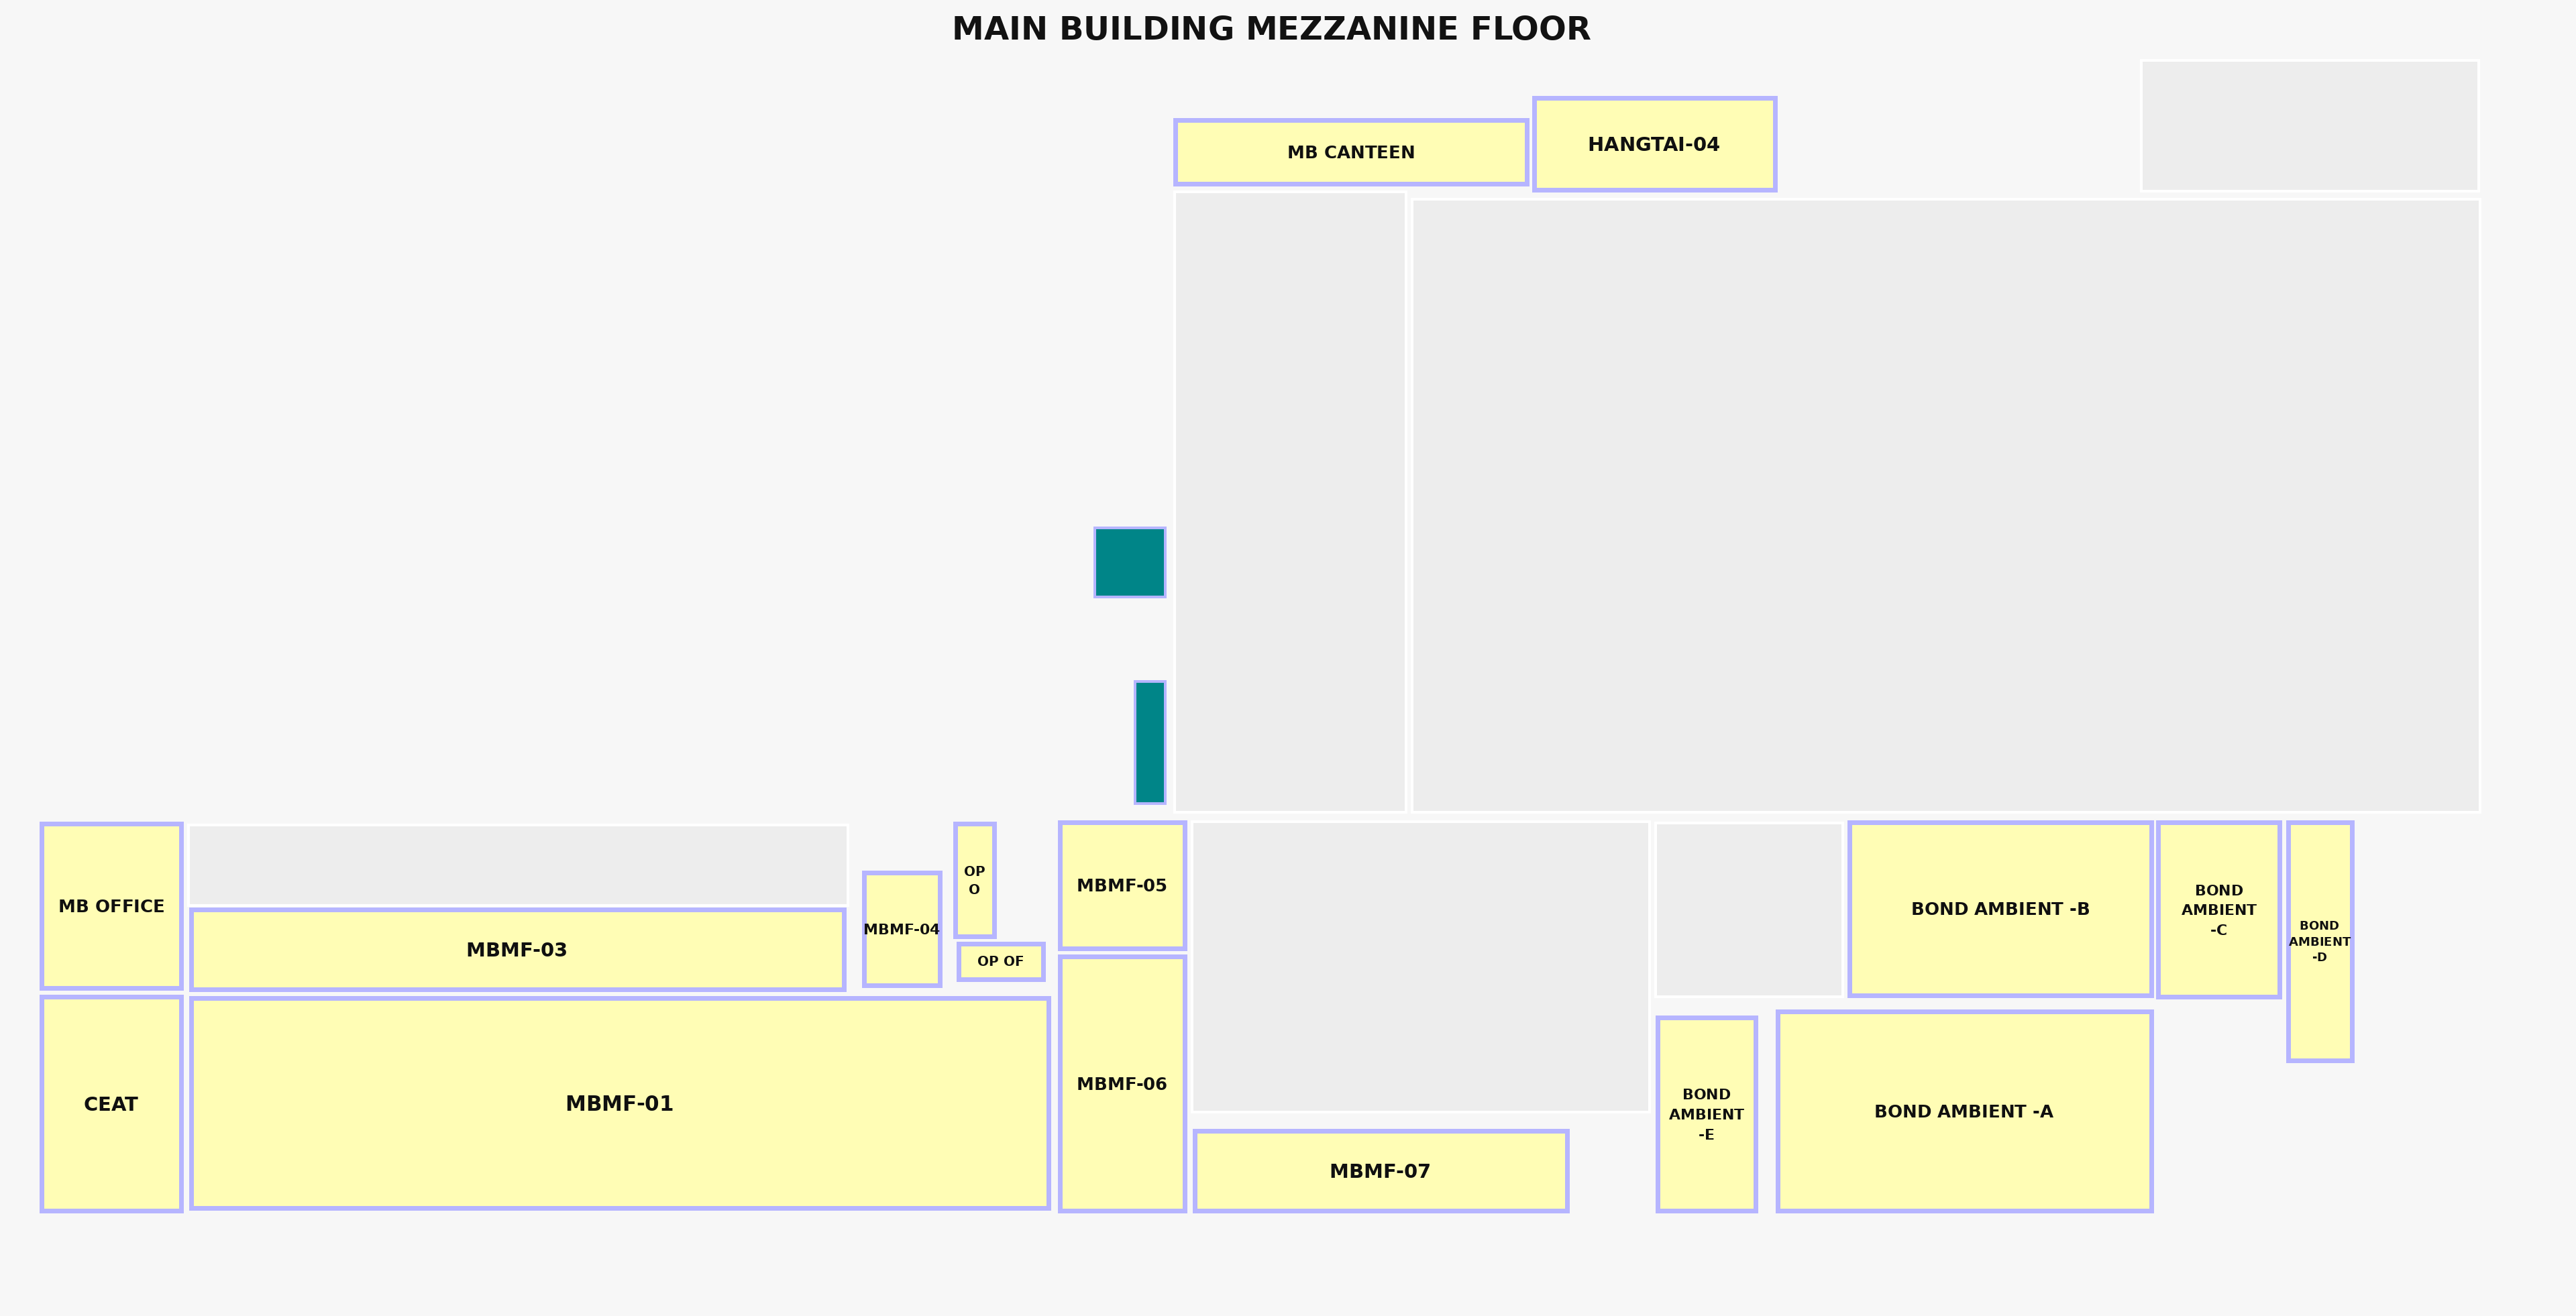 MAIN BUILDING MEZZANINE FLOOR
MB CANTEEN
HANGTAI-04
MB OFFICE
MBMF-03
MBMF-04
OP
O
OP OF
MBMF-05
BOND AMBIENT -B
BOND
AMBIENT
-C
BOND
AMBIENT
-D
CEAT
MBMF-01
MBMF-06
MBMF-07
BOND
AMBIENT
-E
BOND AMBIENT -A